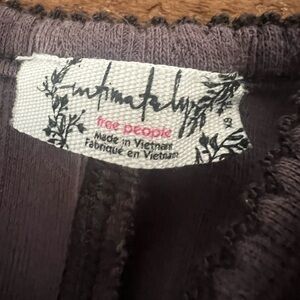 intimately
free people
Made in Vietnam
Fabriqué en Vietnam